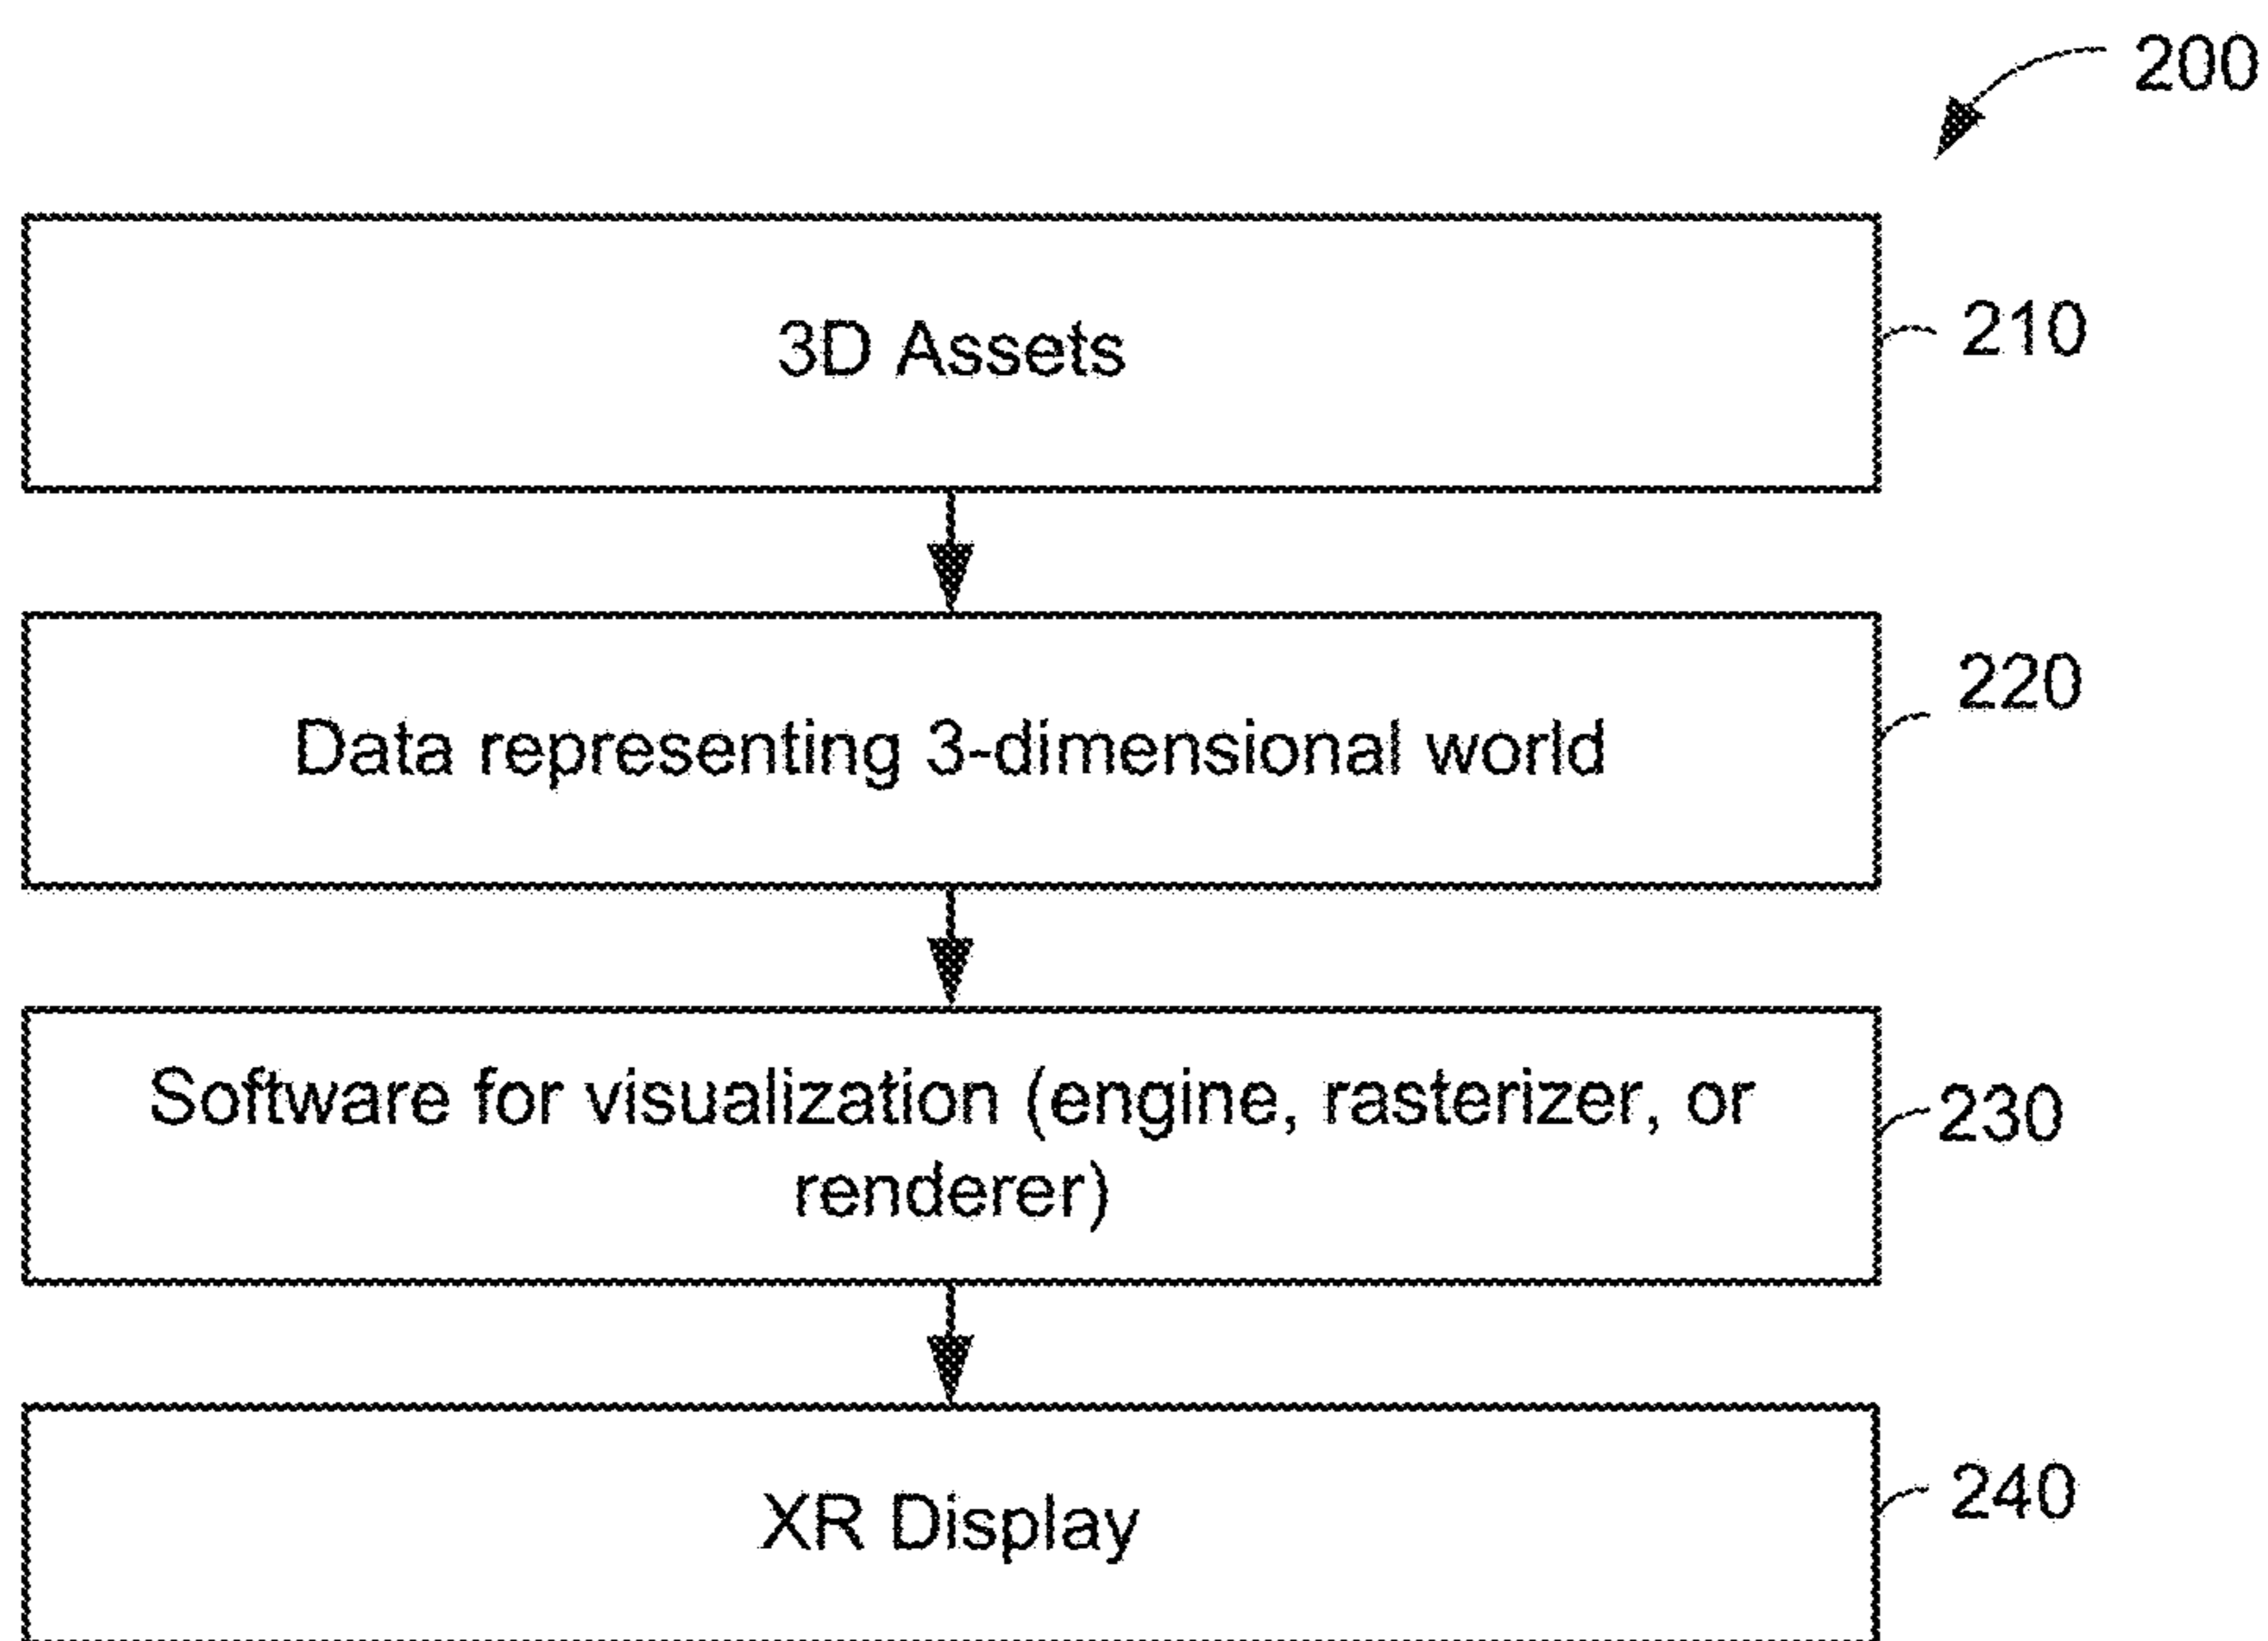 200
3D Assets
210
Data representing 3-dimensional world
220
Software for visualization (engine, rasterizer, or
renderer)
230
XR Display
240